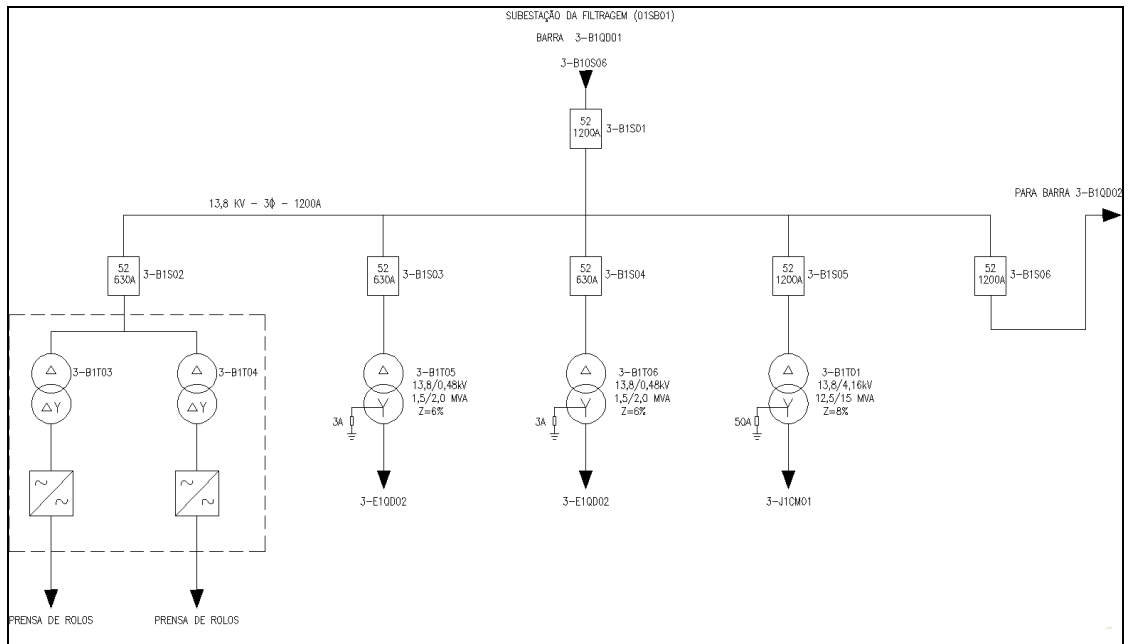 SUBESTAÇÃO DA FILTRAGEM (01SB01)
BARRA 3-B1QD01
3-B10S06
52
1200A
3-B1S01
13,8 KV - 3Φ - 1200A
PARA BARRA 3-B1QD02
52
630A
3-B1S02
52
630A
3-B1S03
52
630A
3-B1S04
52
1200A
3-B1S05
52
1200A
3-B1S06
3-B1T03
3-B1T04
3-B1T05
13,8/0,48kV
1,5/2,0 MVA
Z=6%
3-B1T06
13,8/0,48kV
1,5/2,0 MVA
Z=6%
3-B1T01
13,8/4,16kV
12,5/15 MVA
Z=8%
Δ
Δ
Δ
Δ
Δ
ΔY
ΔY
Y
Y
Y
3A
3A
50A
3-E1QD02
3-E1QD02
3-J1CM01
PRENSA DE ROLOS
PRENSA DE ROLOS